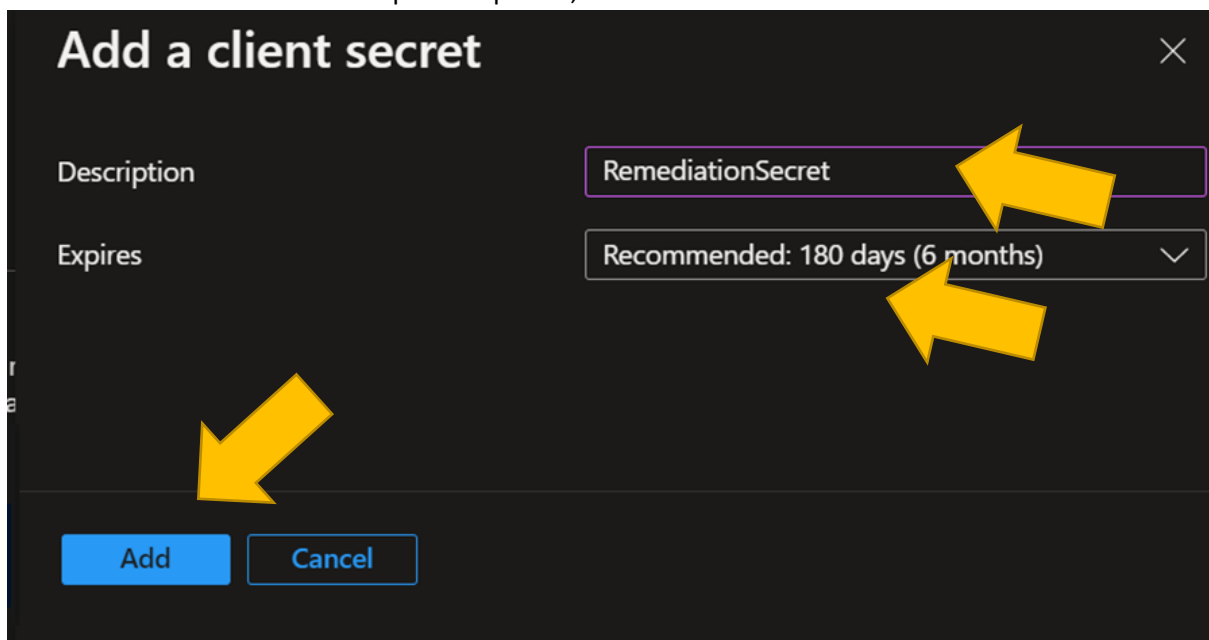 Add a client secret
Description
RemediationSecret
Expires
Recommended: 180 days (6 months)
Add
Cancel